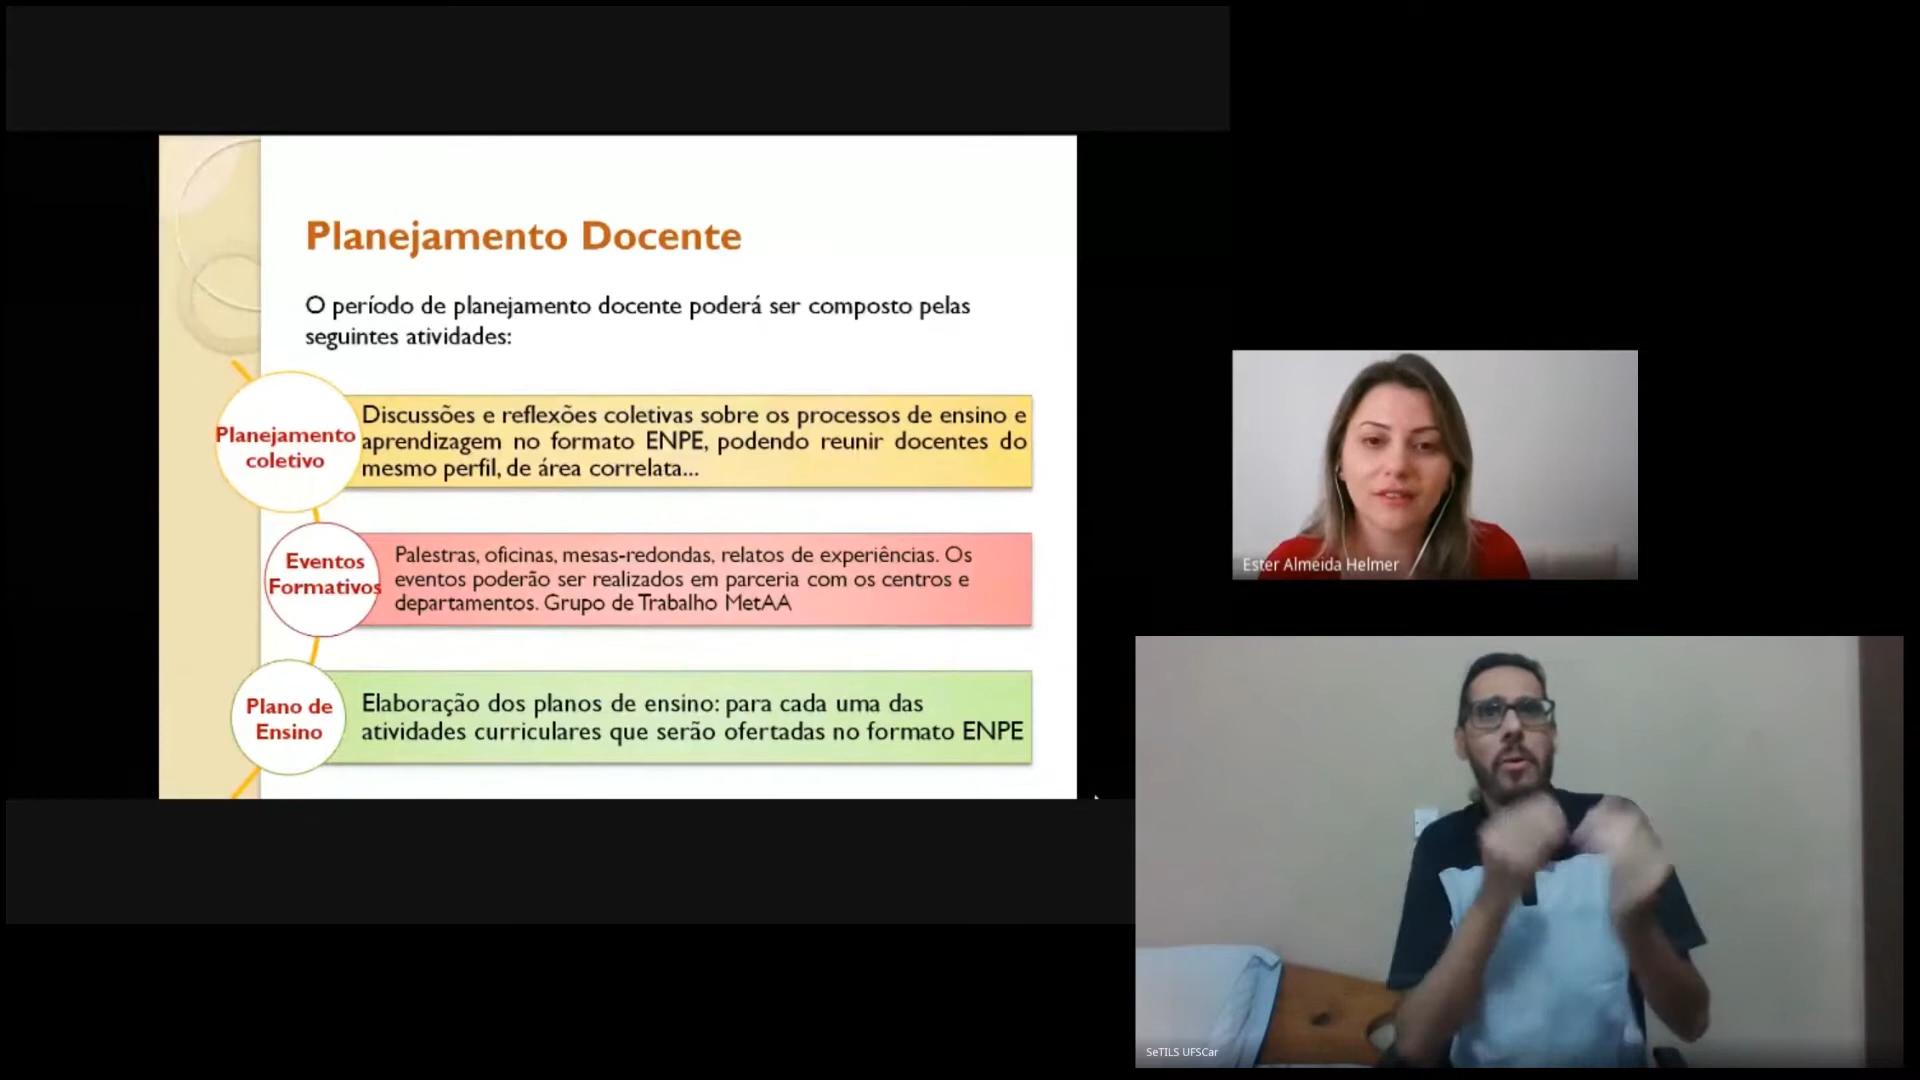 Planejamento Docente
O período de planejamento docente poderá ser composto pelas
seguintes atividades:
Planejamento
coletivo
Discussões e reflexões coletivas sobre os processos de ensino e
aprendizagem no formato ENPE, podendo reunir docentes do
mesmo perfil, de área correlata...
Eventos
Formativos
Palestras, oficinas, mesas-redondas, relatos de experiências. Os
eventos poderão ser realizados em parceria com os centros e
departamentos. Grupo de Trabalho MetAA
Plano de
Ensino
Elaboração dos planos de ensino: para cada uma das
atividades curriculares que serão ofertadas no formato ENPE
Ester Almeida Helmer
SeTILS UFSCar